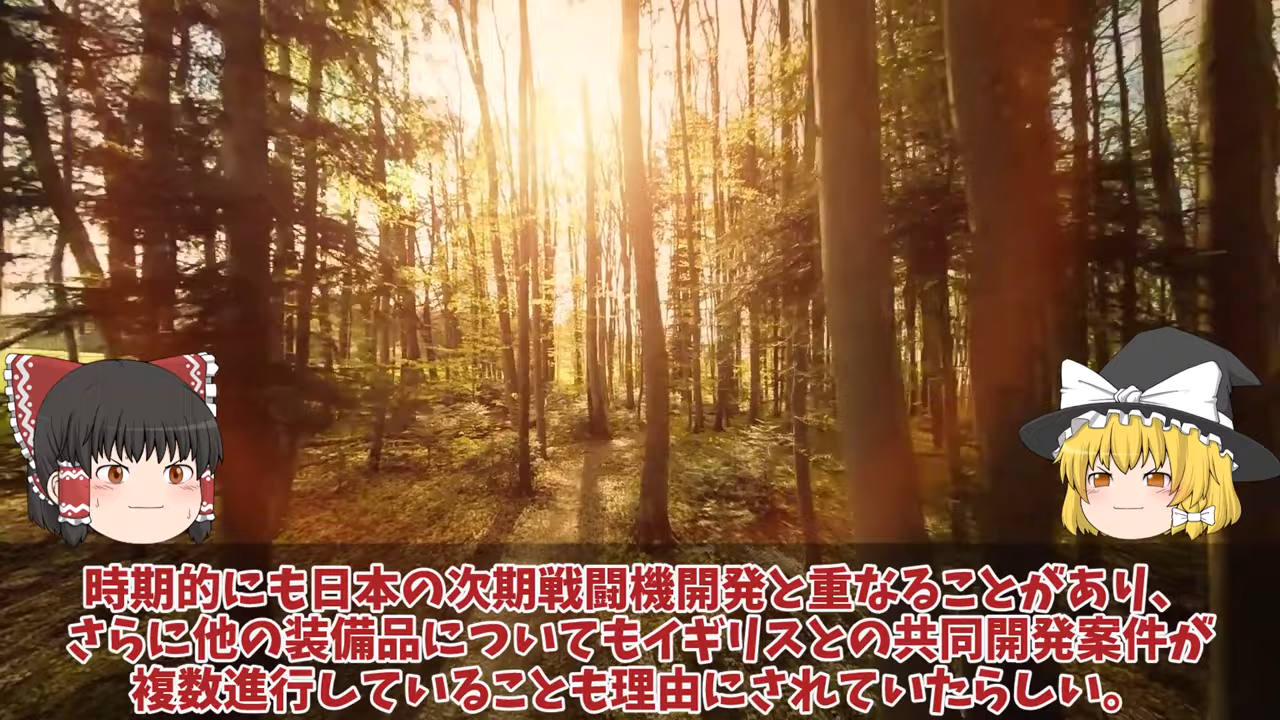 時期的にも日本の次期戦闘機開発と重なることがあり、
さらに他の装備品についてもイギリスとの共同開発案件が
複数進行していることも理由にされていたらしい。